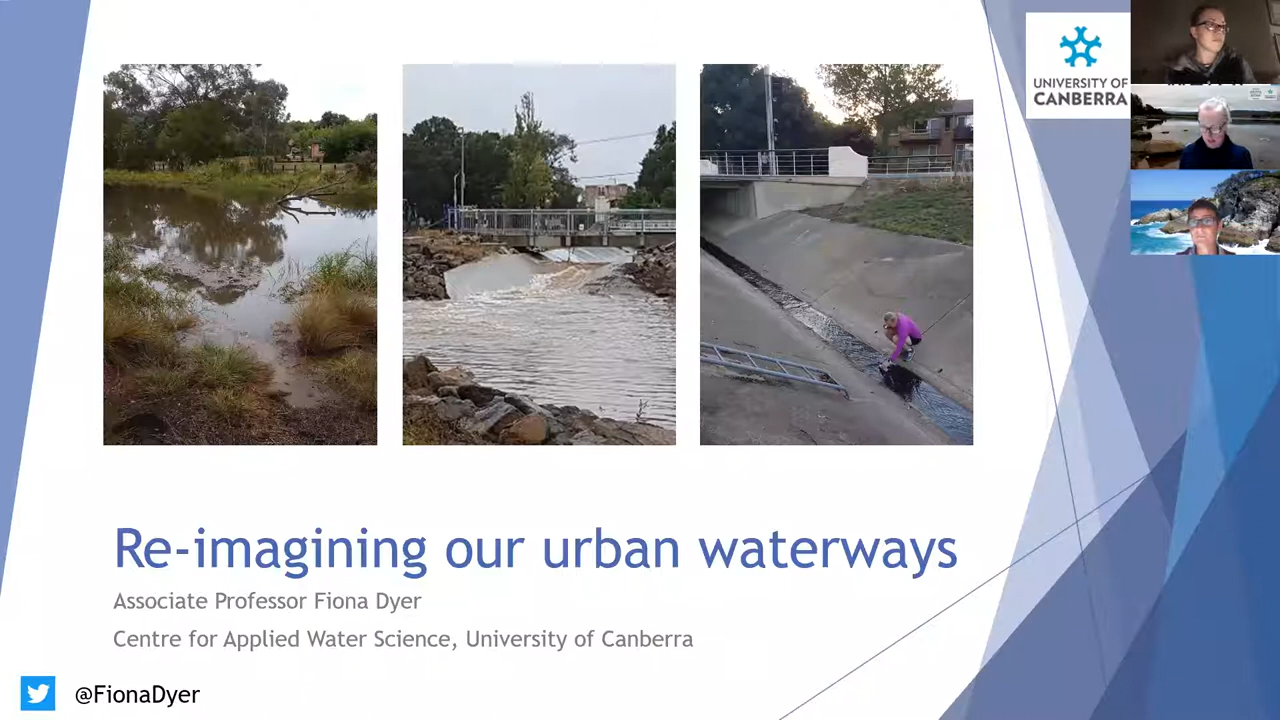 UNIVERSITY OF
CANBERRA
Re-imagining our urban waterways
Associate Professor Fiona Dyer
Centre for Applied Water Science, University of Canberra
@FionaDyer